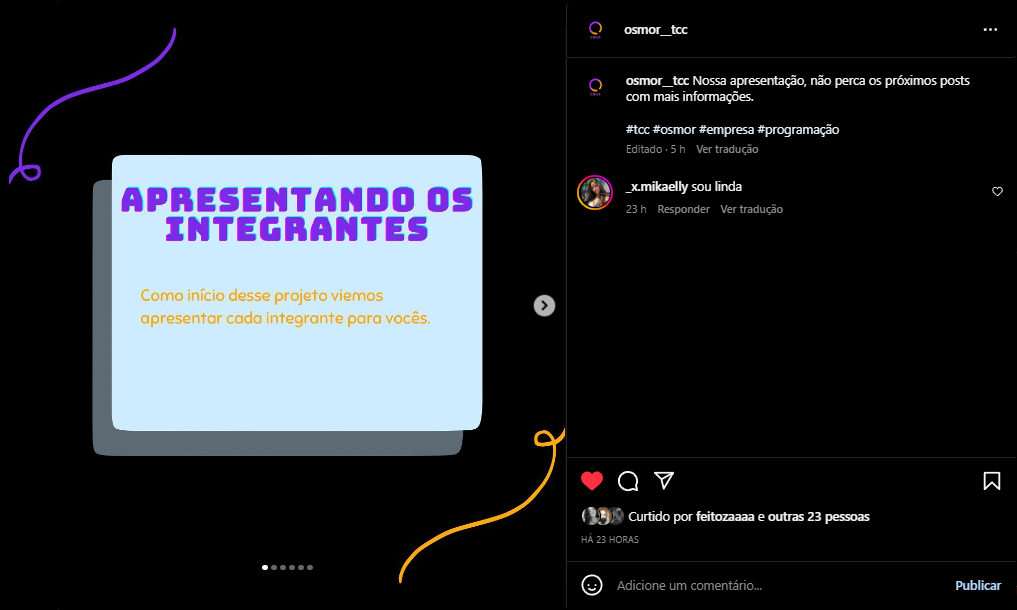 APRESENTANDO OS
INTEGRANTES
Como início desse projeto viemos
apresentar cada integrante para vocês.
osmor__tcc
osmor__tcc Nossa apresentação, não perca os próximos posts
com mais informações.
#tcc #osmor #empresa #programação
Editado · 5 h Ver tradução
_x.mikaelly sou linda
23 h Responder Ver tradução
Curtido por feitozaaaa e outras 23 pessoas
HÁ 23 HORAS
Adicione um comentário... Publicar